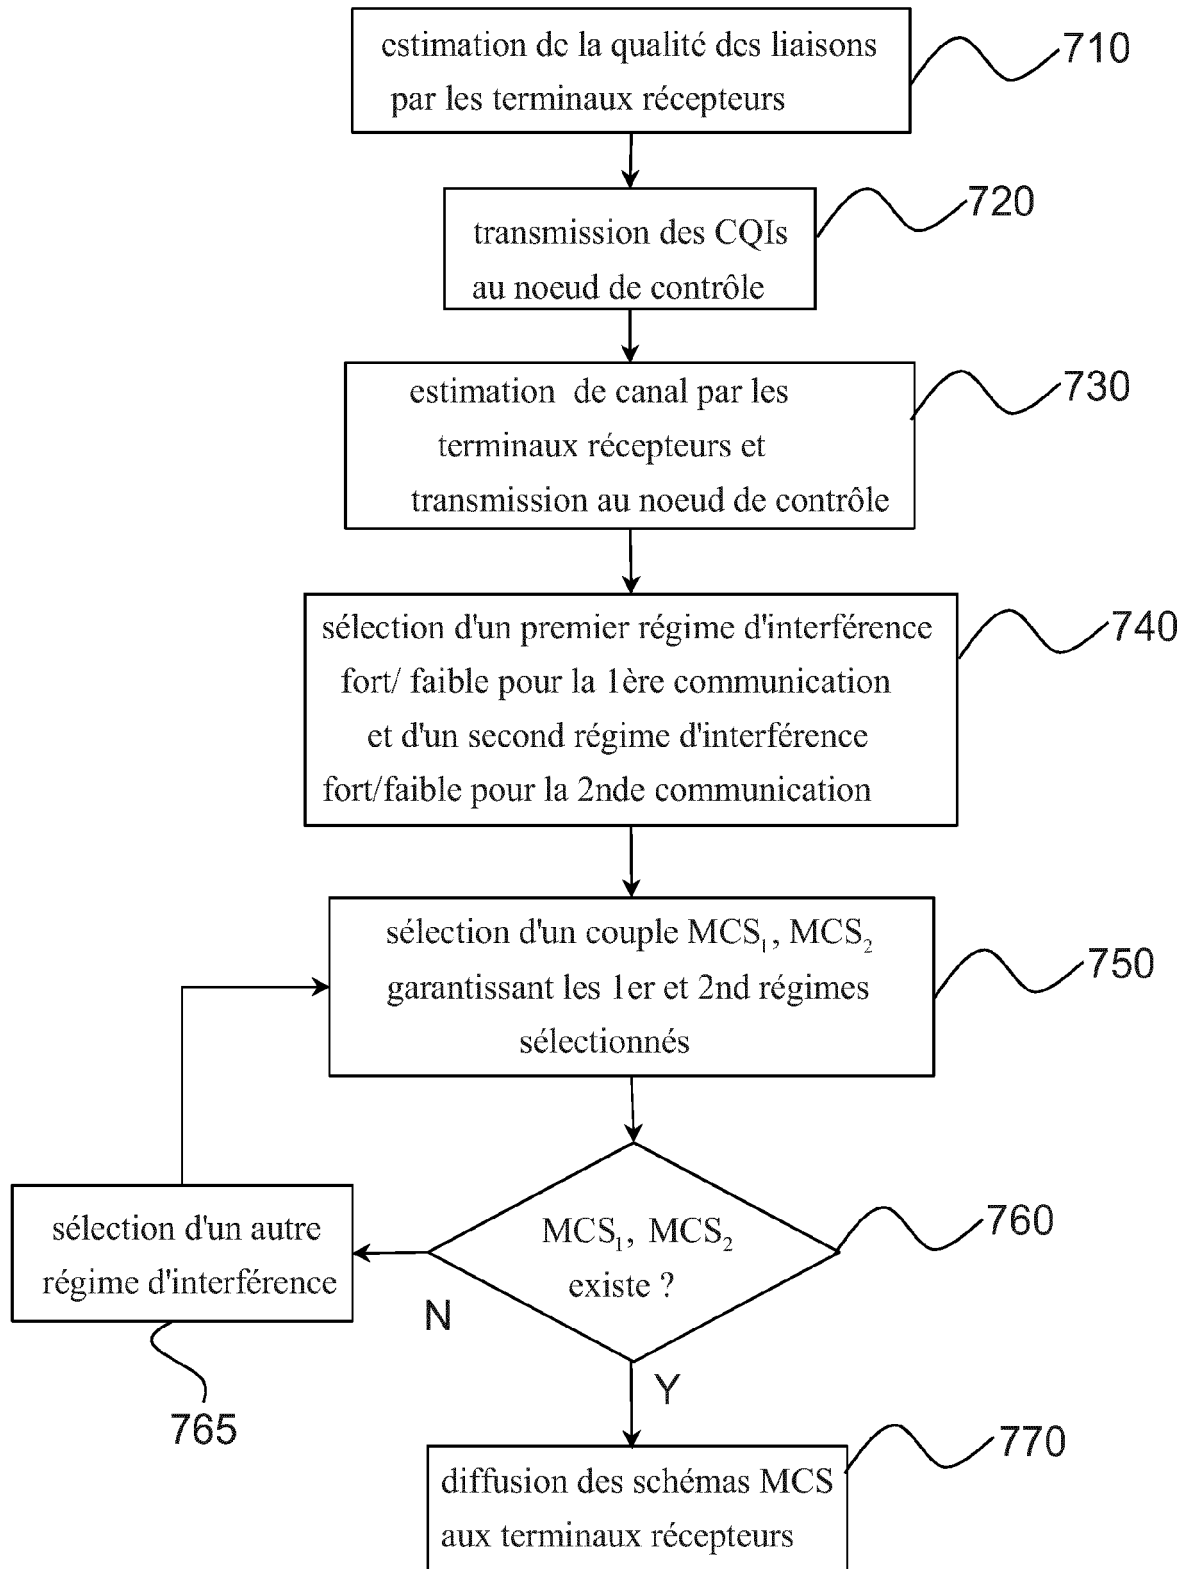 estimation de la qualité des liaisons
par les terminaux récepteurs
710
transmission des CQIs
au noeud de contrôle
720
estimation de canal par les
terminaux récepteurs et
transmission au noeud de contrôle
730
sélection d'un premier régime d'interférence
fort/ faible pour la 1ère communication
et d'un second régime d'interférence
fort/faible pour la 2nde communication
740
sélection d'un couple MCS₁, MCS₂
garantissant les 1er et 2nd régimes
sélectionnés
750
MCS₁, MCS₂
existe ?
760
N
sélection d'un autre
régime d'interférence
765
Y
diffusion des schémas MCS
aux terminaux récepteurs
770